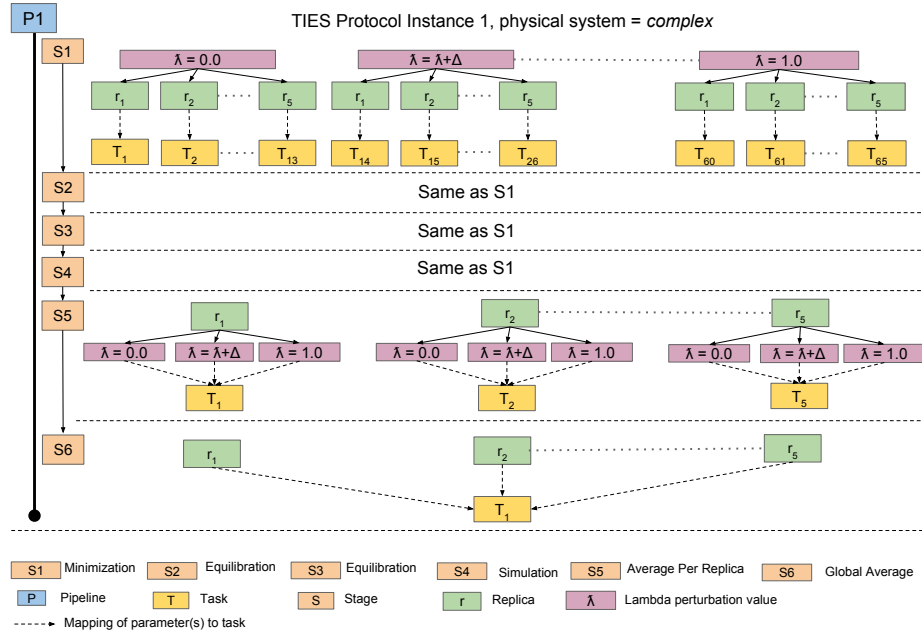 P1
TIES Protocol Instance 1, physical system = complex
S1
ƛ = 0.0
ƛ = ƛ+Δ
ƛ = 1.0
r1 r2 r5 r1 r2 r5 r1 r2 r5
T1 T2 T13 T14 T15 T26 T60 T61 T65
S2
Same as S1
S3
Same as S1
S4
Same as S1
S5
r1 r2 r5
ƛ = 0.0 ƛ = ƛ+Δ ƛ = 1.0 ƛ = 0.0 ƛ = ƛ+Δ ƛ = 1.0 ƛ = 0.0 ƛ = ƛ+Δ ƛ = 1.0
T1 T2 T5
S6
r1 r2 r5
T1
S1 Minimization S2 Equilibration S3 Equilibration S4 Simulation S5 Average Per Replica S6 Global Average
P Pipeline T Task S Stage r Replica ƛ Lambda perturbation value
Mapping of parameter(s) to task